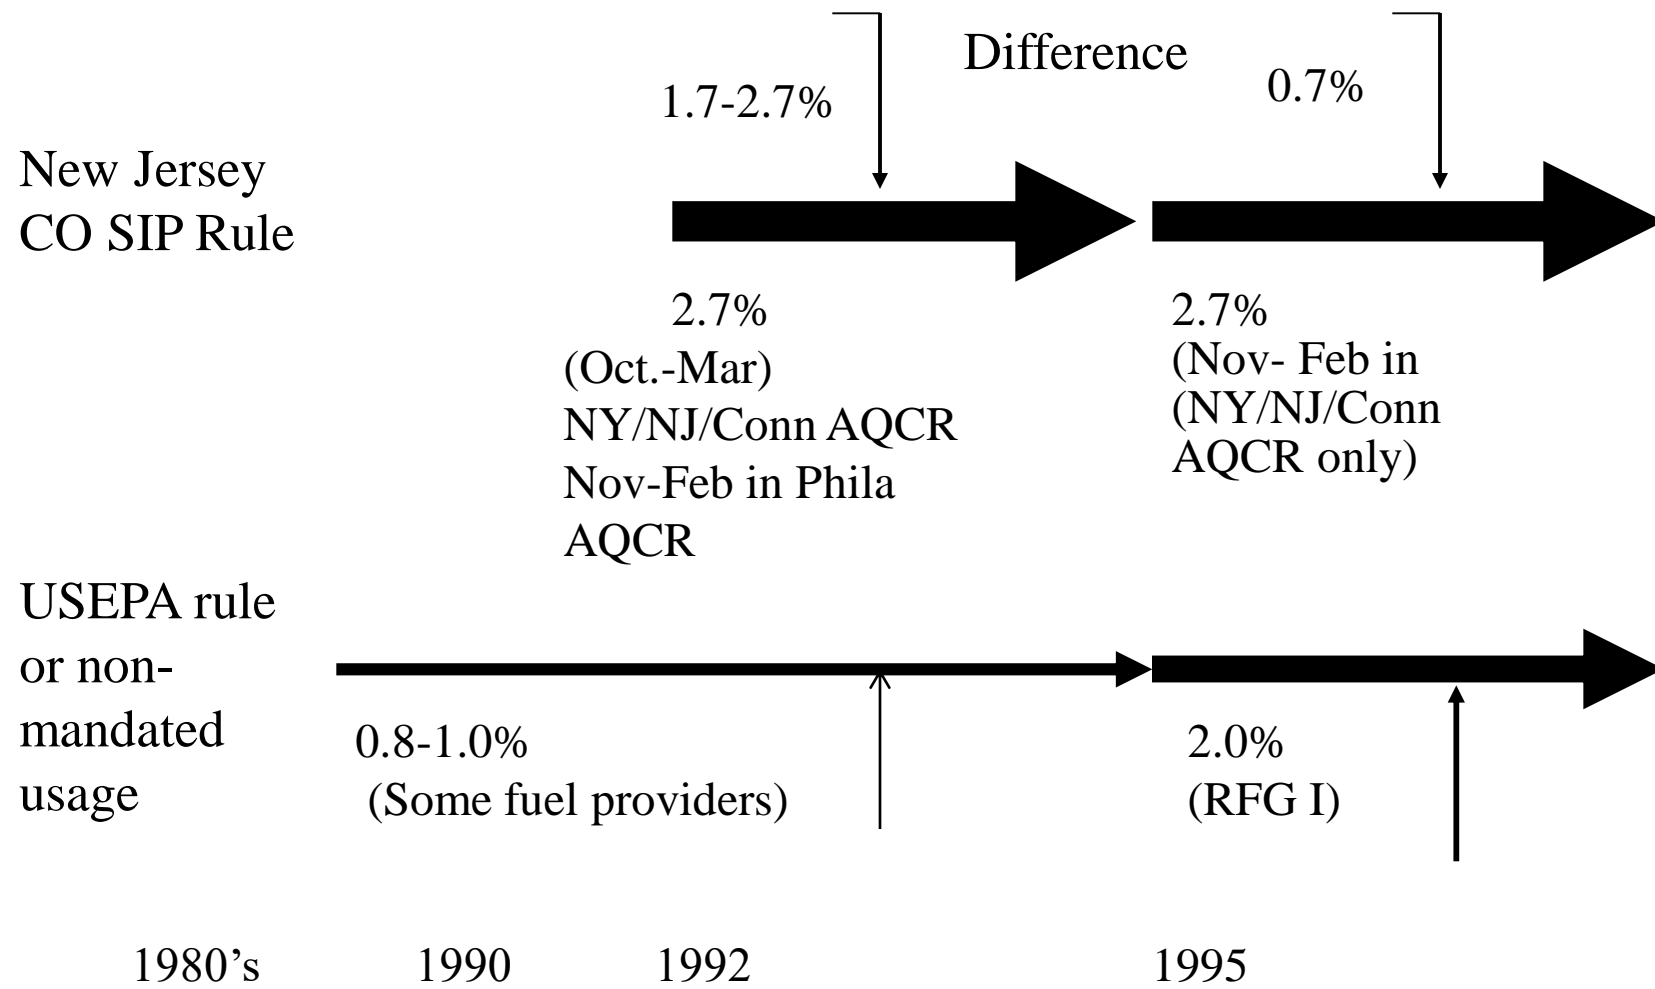 Difference
1.7-2.7%
0.7%
New Jersey
CO SIP Rule
2.7%
(Oct.-Mar)
NY/NJ/Conn AQCR
Nov-Feb in Phila
AQCR
2.7%
(Nov- Feb in
(NY/NJ/Conn
AQCR only)
USEPA rule
or non-
mandated
usage
0.8-1.0%
(Some fuel providers)
2.0%
(RFG I)
1980’s
1990
1992
1995